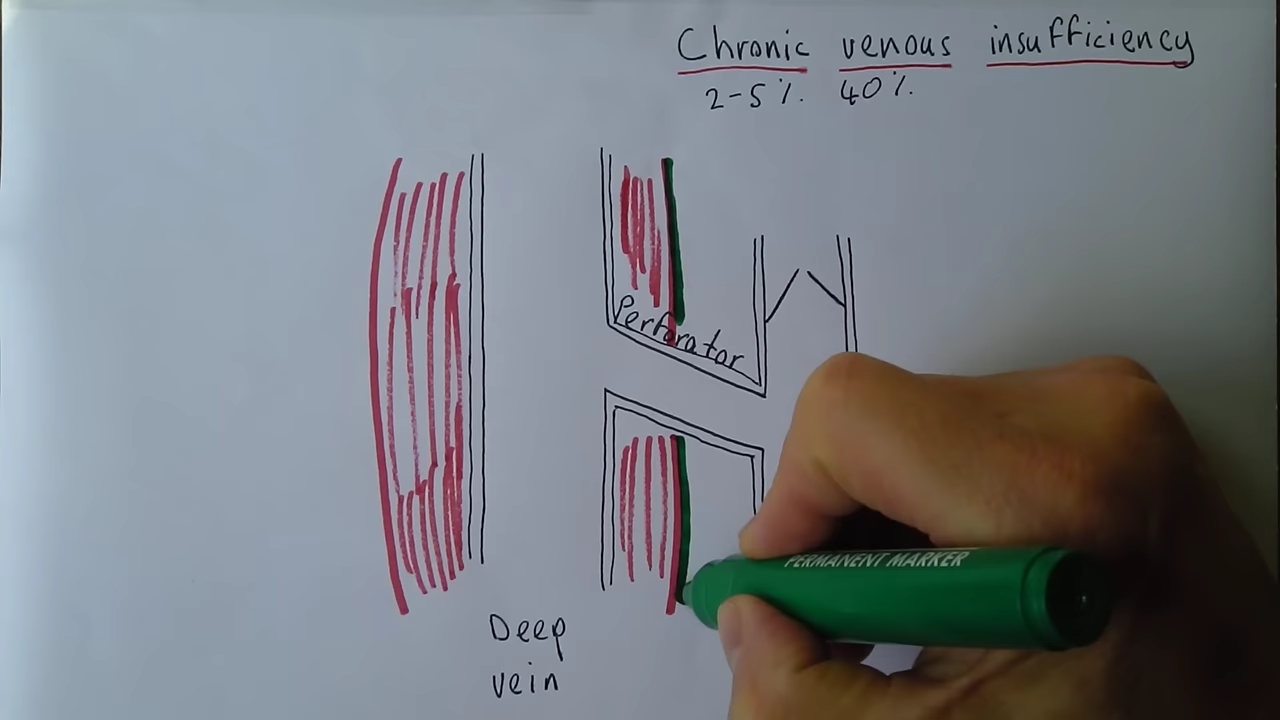 Chronic venous insufficiency
2-5%. 40%.
Perforator
PERMANENT MARKER
Deep
vein